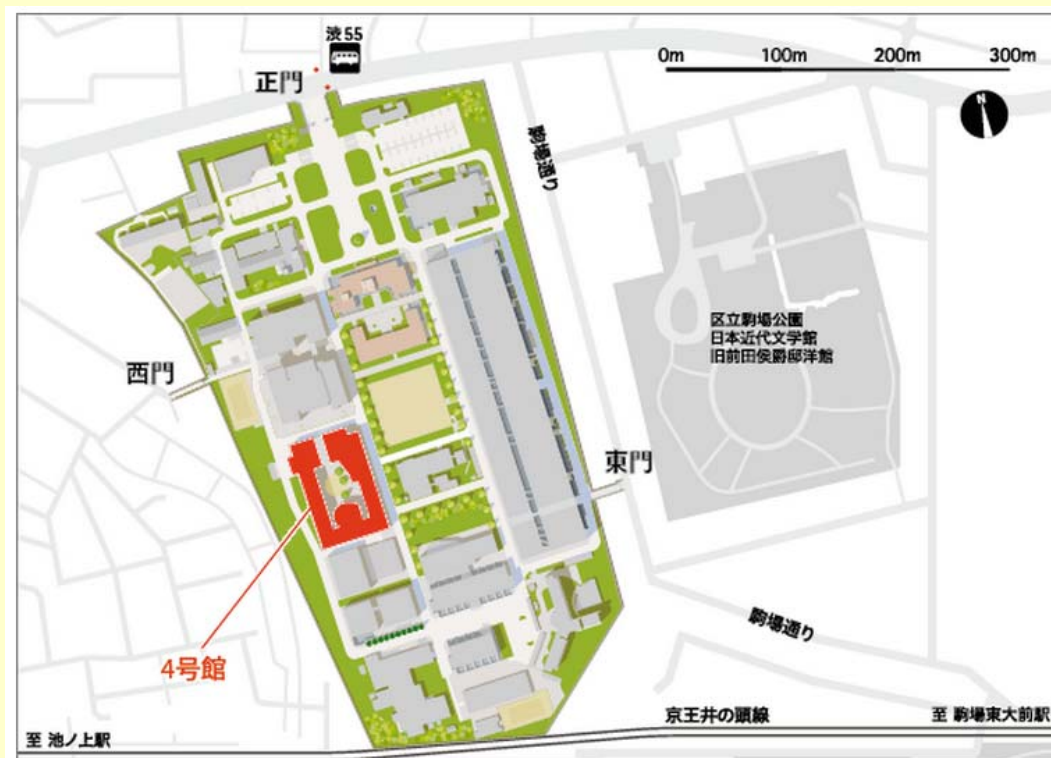 渋55
正門
0m 100m 200m 300m
N
駒場通り
区立駒場公園
日本近代文学館
旧前田侯爵邸洋館
西門
東門
4号館
駒場通り
京王井の頭線
至 駒場東大前駅
至 池ノ上駅